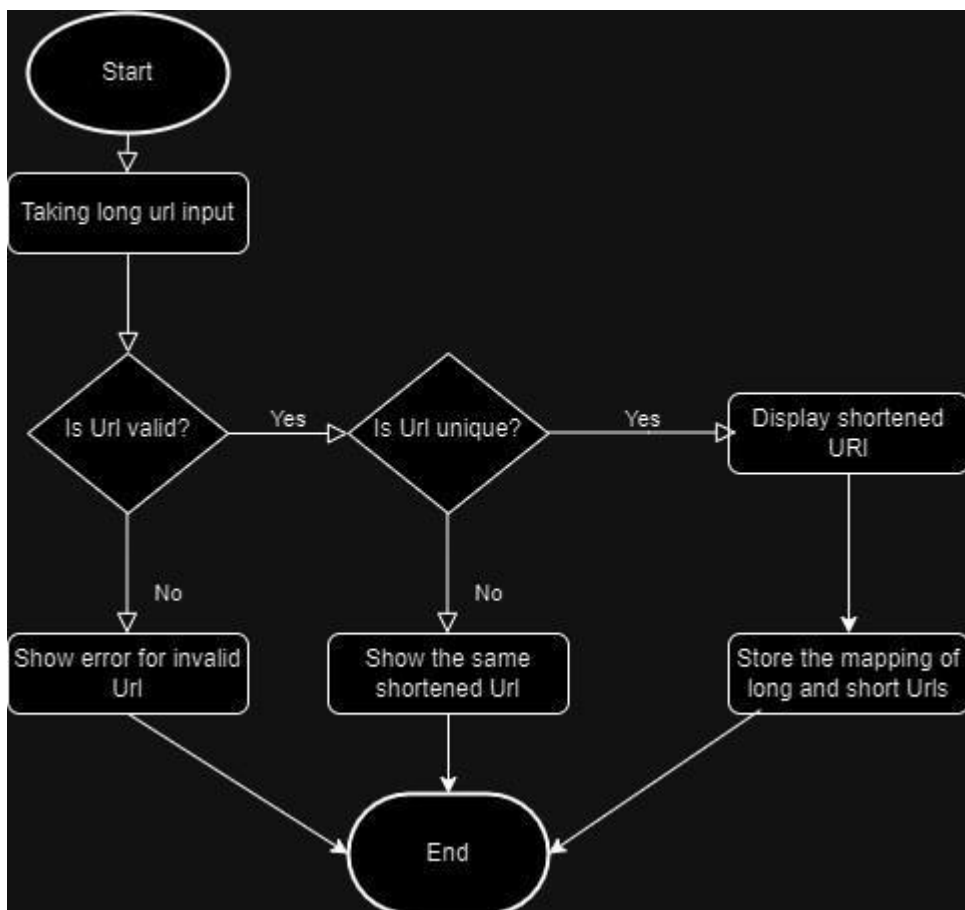 Start
Taking long url input
Is Url valid?
Yes
Is Url unique?
Yes
Display shortened
URl
No
No
Show error for invalid
Url
Show the same
shortened Url
Store the mapping of
long and short Urls
End